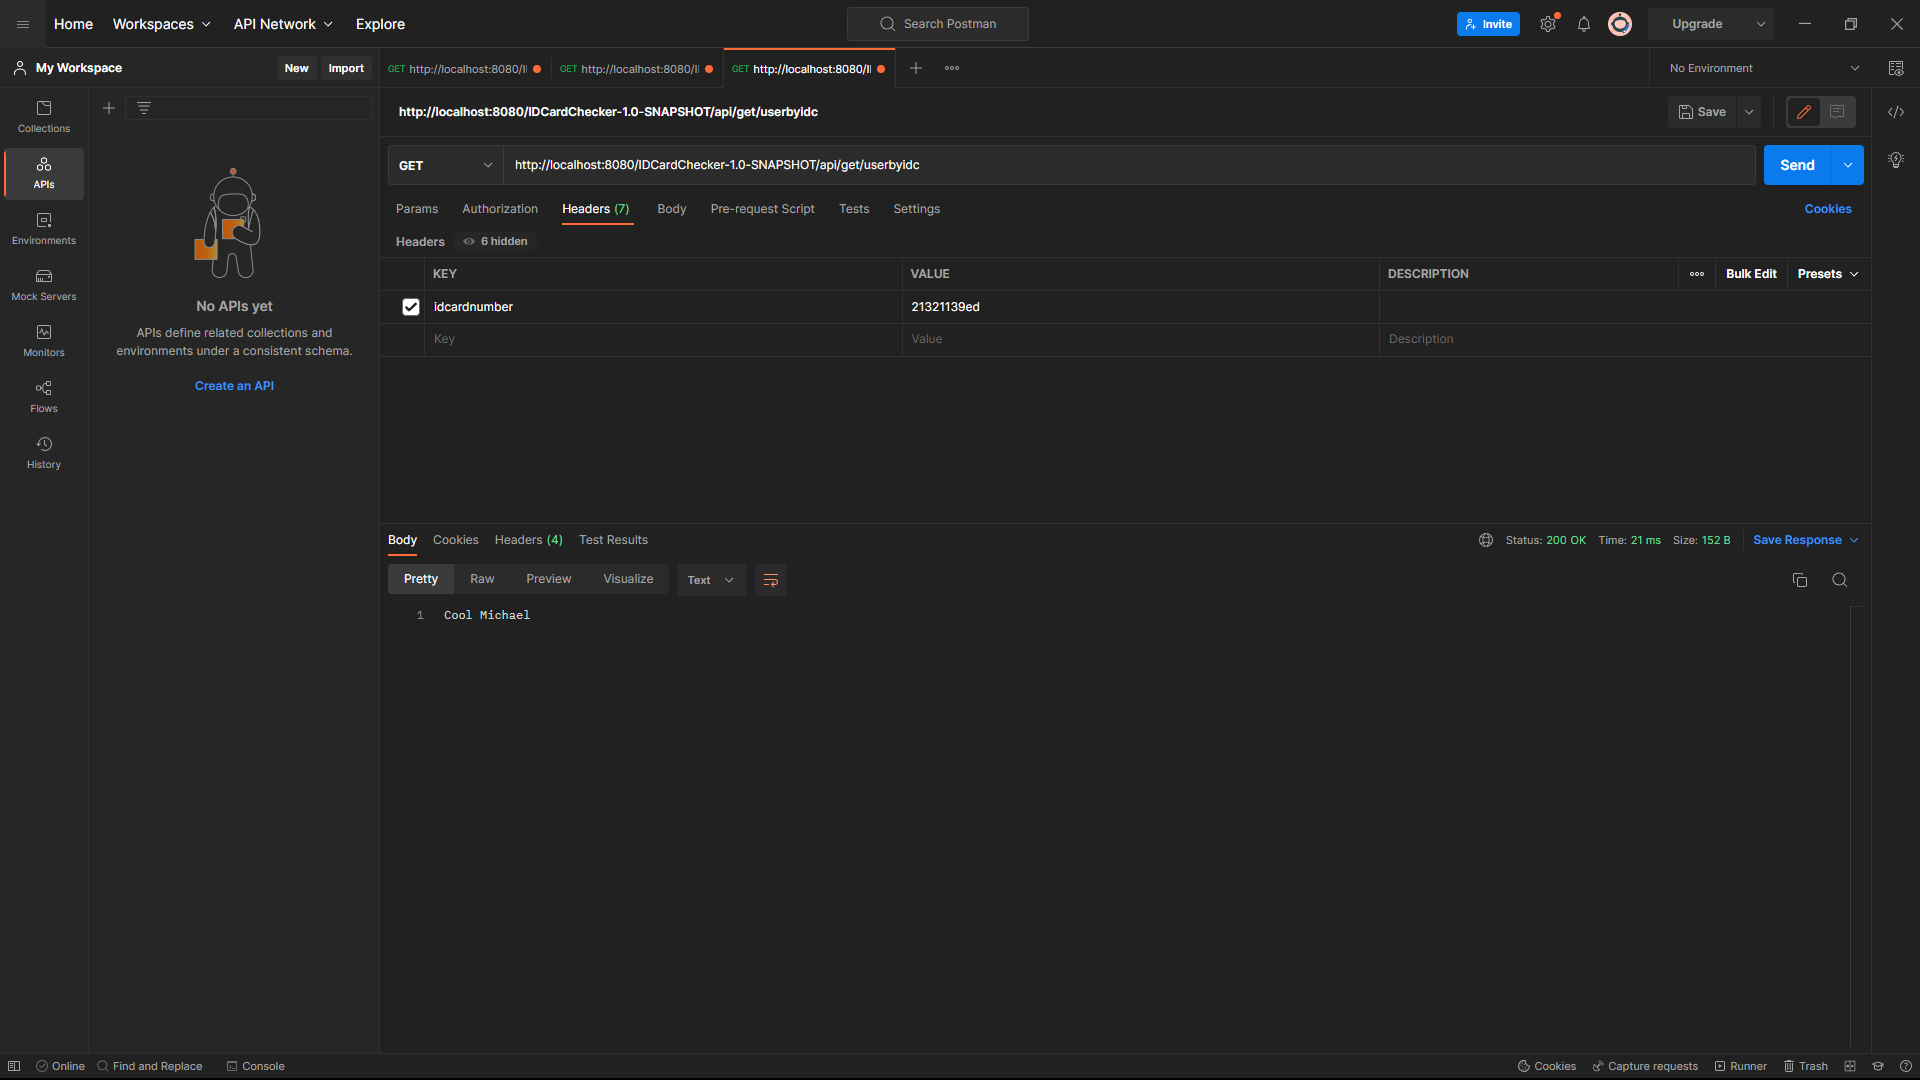 Home Workspaces API Network Explore Search Postman Invite Upgrade
My Workspace New Import GET http://localhost:8080/I GET http://localhost:8080/I GET http://localhost:8080/I No Environment
http://localhost:8080/IDCardChecker-1.0-SNAPSHOT/api/get/userbyidc Save
Collections
GET http://localhost:8080/IDCardChecker-1.0-SNAPSHOT/api/get/userbyidc Send
APIs
Params Authorization Headers (7) Body Pre-request Script Tests Settings Cookies
Environments
Headers 6 hidden
KEY VALUE DESCRIPTION Bulk Edit Presets
Mock Servers
No APIs yet
idcardnumber 21321139ed
APIs define related collections and
environments under a consistent schema.
Key Value Description
Monitors
Create an API
Flows
History
Body Cookies Headers (4) Test Results Status: 200 OK Time: 21 ms Size: 152 B Save Response
Pretty Raw Preview Visualize Text
1 Cool Michael
Online Find and Replace Console Cookies Capture requests Runner Trash